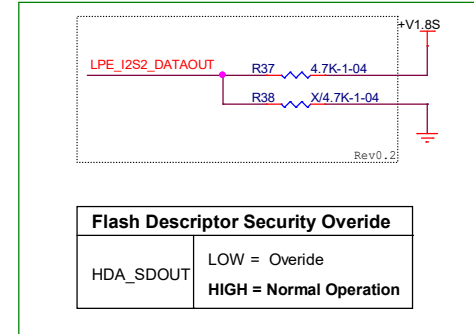 +V1.8S
LPE_I2S2_DATAOUT
R37 4.7K-1-04
R38 X/4.7K-1-04
Rev0.2
Flash Descriptor Security Overide
HDA_SDOUT
LOW = Overide
HIGH = Normal Operation